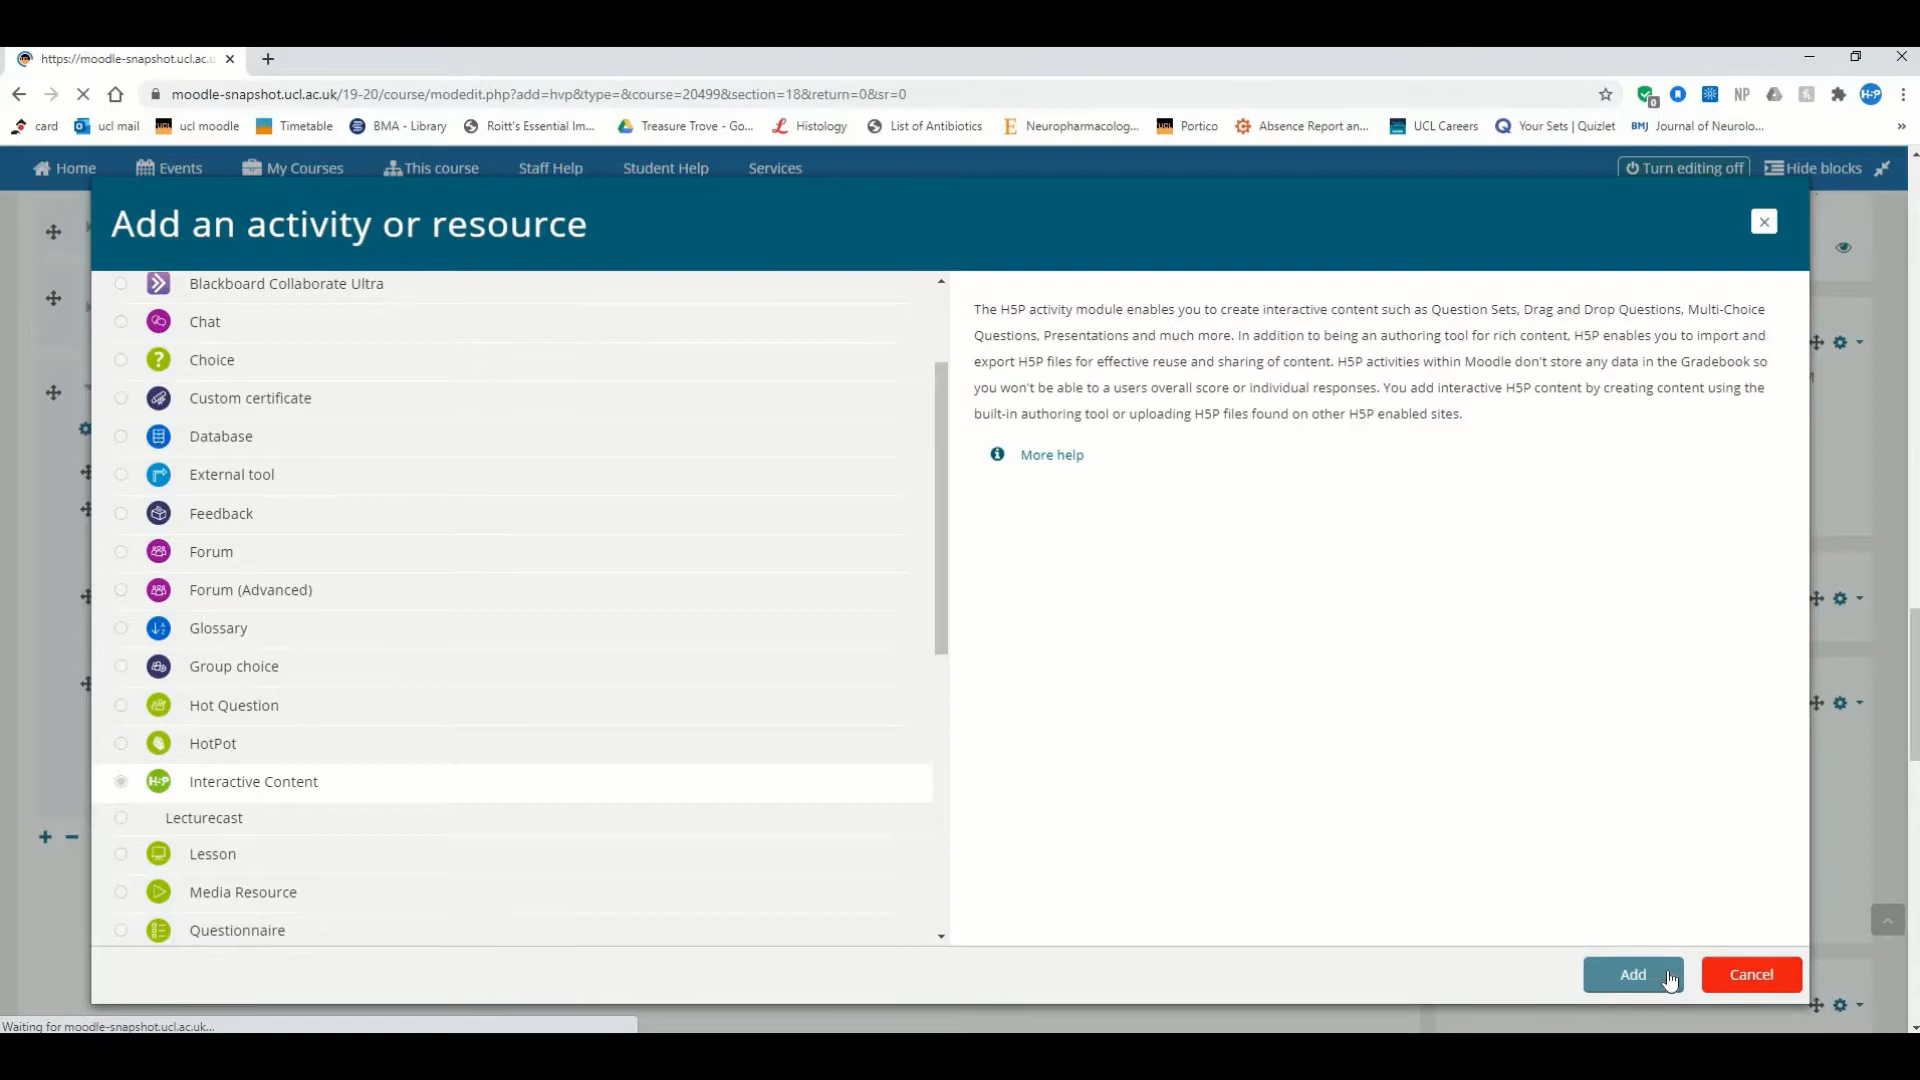 https://moodle-snapshot.ucl.ac.u
moodle-snapshot.ucl.ac.uk/19-20/course/modedit.php?add=hvp&type=&course=20499&section=18&return=0&sr=0
0
NP
H-P
card
ucl mail
ucl moodle
Timetable
BMA - Library
Roitt's Essential Im...
Treasure Trove - Go...
Histology
List of Antibiotics
Neuropharmacolog...
Portico
Absence Report an...
UCL Careers
Your Sets | Quizlet
BMJ
Journal of Neurolo...
Home
Events
My Courses
This course
Staff Help
Student Help
Services
Turn editing off
Hide blocks
Add an activity or resource
Blackboard Collaborate Ultra
Chat
Choice
Custom certificate
Database
External tool
Feedback
Forum
Forum (Advanced)
Glossary
Group choice
Hot Question
HotPot
H-P Interactive Content
Lecturecast
Lesson
Media Resource
Questionnaire
The H5P activity module enables you to create interactive content such as Question Sets, Drag and Drop Questions, Multi-Choice
Questions, Presentations and much more. In addition to being an authoring tool for rich content, H5P enables you to import and
export H5P files for effective reuse and sharing of content. H5P activities within Moodle don't store any data in the Gradebook so
you won't be able to a users overall score or individual responses. You add interactive H5P content by creating content using the
built-in authoring tool or uploading H5P files found on other H5P enabled sites.
More help
Add
Cancel
Waiting for moodle-snapshot.ucl.ac.uk...